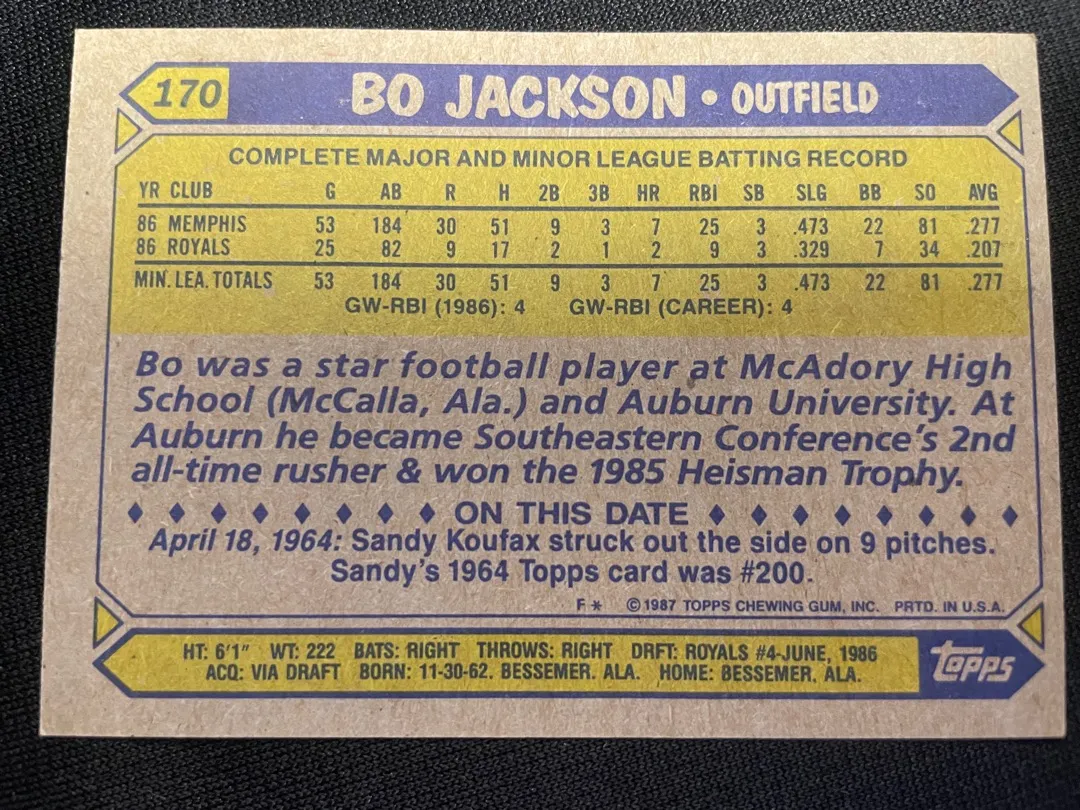 170 BO JACKSON • OUTFIELD
COMPLETE MAJOR AND MINOR LEAGUE BATTING RECORD
YR CLUB G AB R H 2B 3B HR RBI SB SLG BB SO AVG
86 MEMPHIS 53 184 30 51 9 3 7 25 3 .473 22 81 .277
86 ROYALS 25 82 9 17 2 1 2 9 3 .329 7 34 .207
MIN. LEA. TOTALS 53 184 30 51 9 3 7 25 3 .473 22 81 .277
GW-RBI (1986): 4 GW-RBI (CAREER): 4
Bo was a star football player at McAdory High
School (McCalla, Ala.) and Auburn University. At
Auburn he became Southeastern Conference's 2nd
all-time rusher & won the 1985 Heisman Trophy.
ON THIS DATE
April 18, 1964: Sandy Koufax struck out the side on 9 pitches.
Sandy's 1964 Topps card was #200.
F * © 1987 TOPPS CHEWING GUM, INC. PRTD. IN U.S.A.
HT: 6'1" WT: 222 BATS: RIGHT THROWS: RIGHT DRFT: ROYALS #4-JUNE, 1986
ACQ: VIA DRAFT BORN: 11-30-62, BESSEMER, ALA. HOME: BESSEMER, ALA.
topps